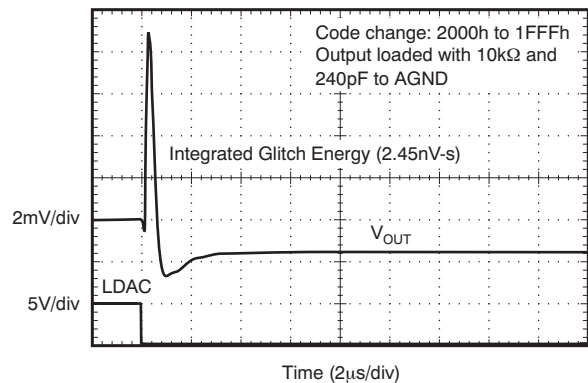 Code change: 2000h to 1FFFh
Output loaded with 10kΩ and
240pF to AGND
Integrated Glitch Energy (2.45nV-s)
2mV/div
VOUT
LDAC
5V/div
Time (2μs/div)